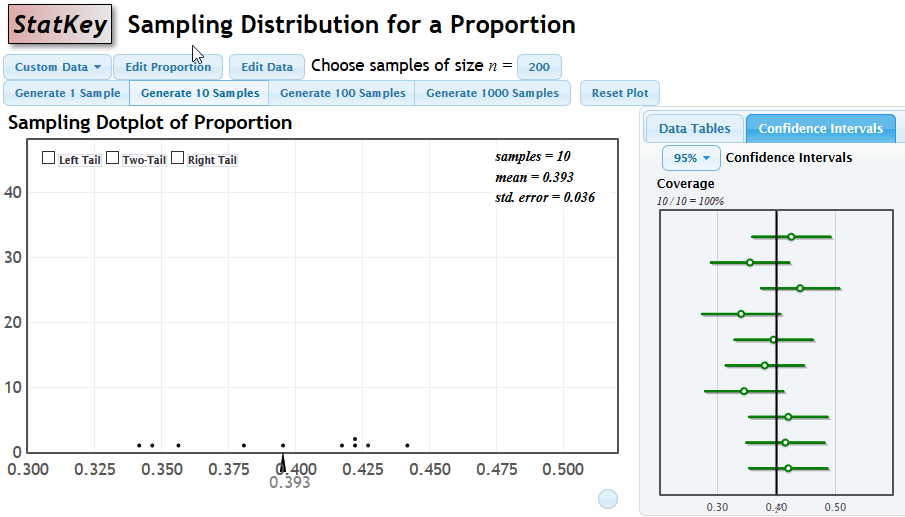 StatKey Sampling Distribution for a Proportion
Custom Data Edit Proportion Edit Data Choose samples of size n = 200
Generate 1 Sample Generate 10 Samples Generate 100 Samples Generate 1000 Samples Reset Plot
Sampling Dotplot of Proportion
Left Tail Two-Tail Right Tail
samples = 10
mean = 0.393
std. error = 0.036
40
30
20
10
0
0.300 0.325 0.350 0.375 0.400 0.425 0.450 0.475 0.500
0.393
Data Tables Confidence Intervals
95% Confidence Intervals
Coverage
10 / 10 = 100%
0.30 0.40 0.50